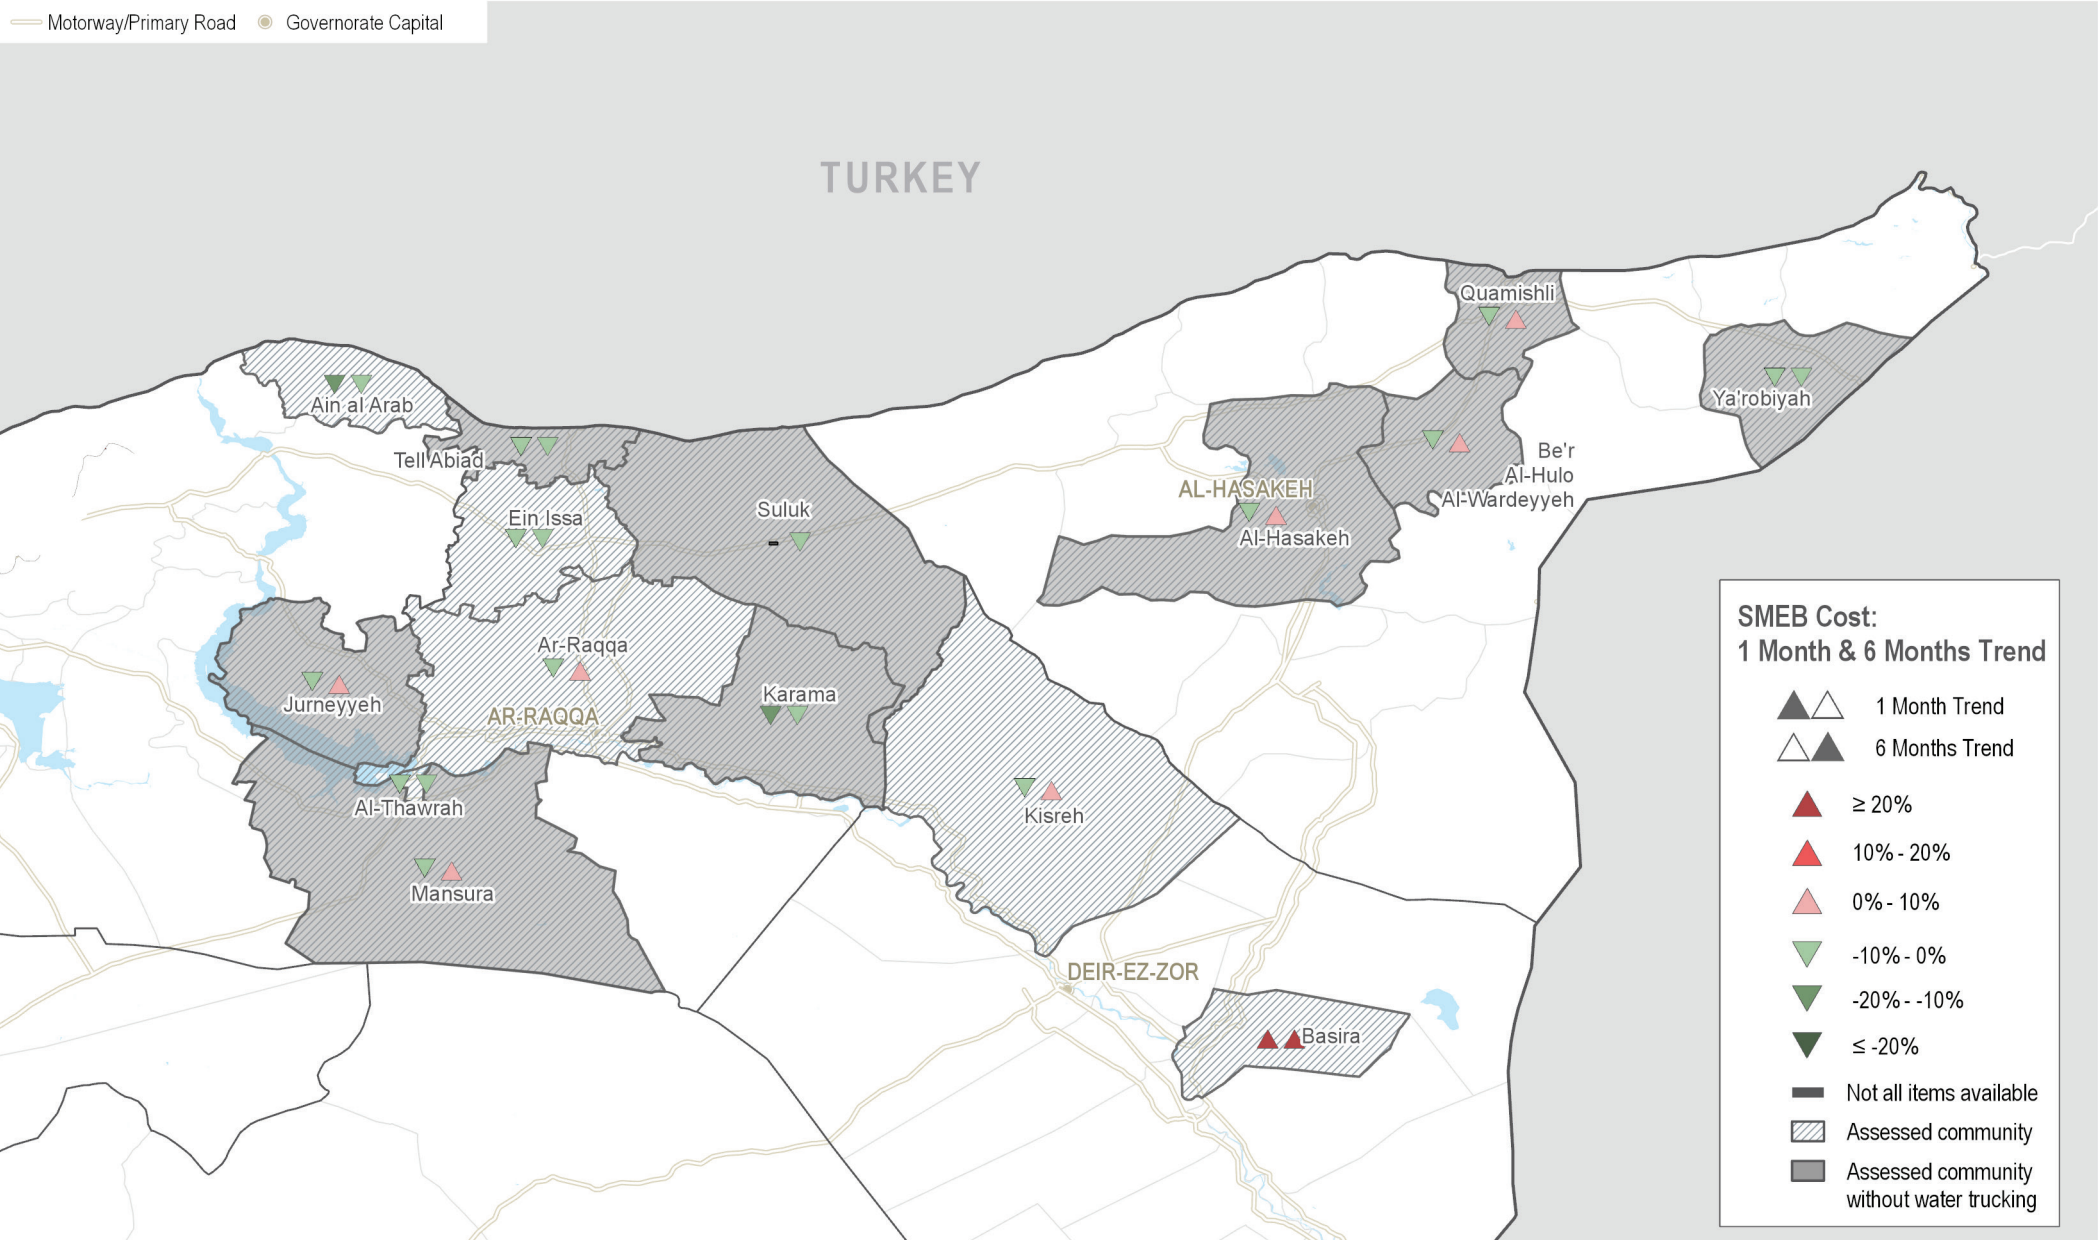 Motorway/Primary Road
Governorate Capital
TURKEY
Quamishli
Ya'robiyah
Ain al Arab
Tell Abiad
Be'r
Al-Hulo
Al-Wardeyyeh
AL-HASAKEH
Al-Hasakeh
Suluk
Ein Issa
Ar-Raqqa
AR-RAQQA
Karama
Jurneyyeh
Al-Thawrah
Mansura
Kisreh
DEIR-EZ-ZOR
Basira
SMEB Cost:
1 Month & 6 Months Trend
1 Month Trend
6 Months Trend
≥ 20%
10% - 20%
0% - 10%
-10% - 0%
-20% - -10%
≤ -20%
Not all items available
Assessed community
Assessed community
without water trucking